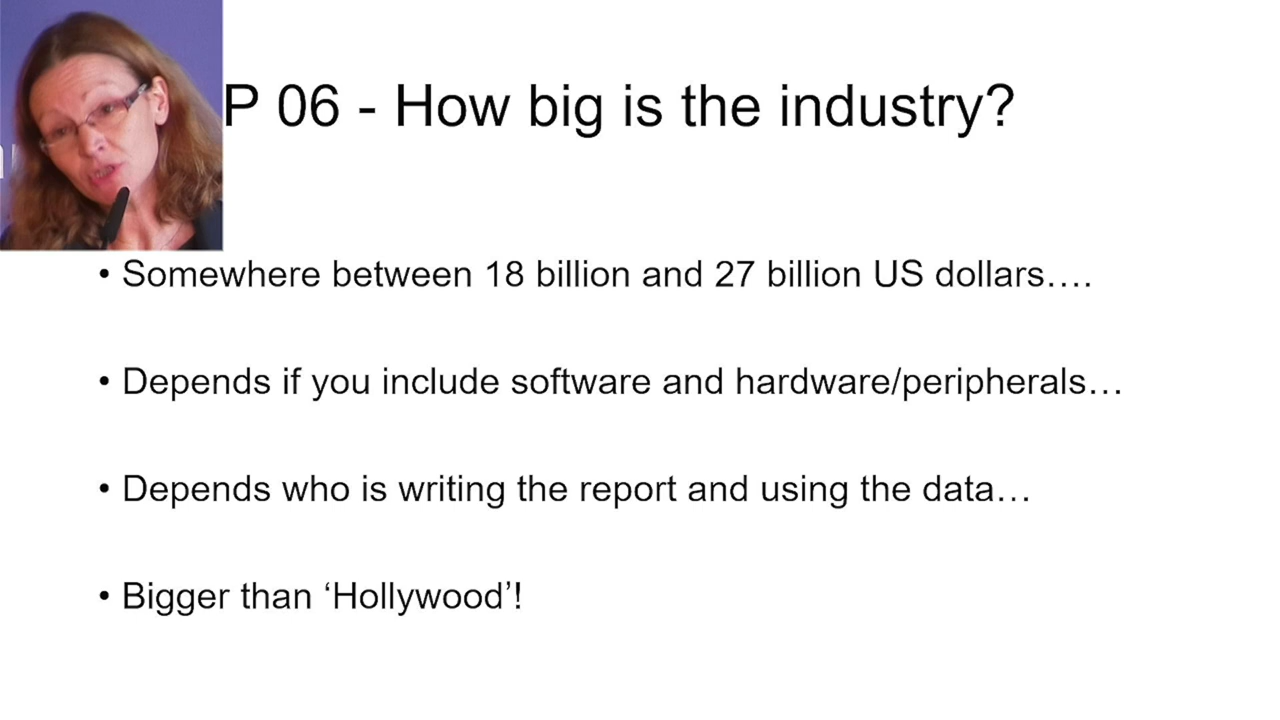 P 06 - How big is the industry?
• Somewhere between 18 billion and 27 billion US dollars….
• Depends if you include software and hardware/peripherals…
• Depends who is writing the report and using the data…
• Bigger than ‘Hollywood’!